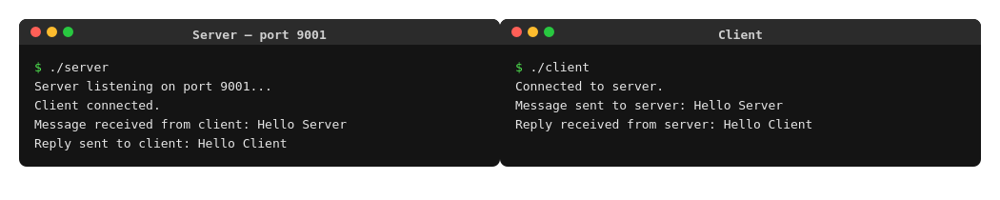 Server — port 9001
$ ./server
Server listening on port 9001...
Client connected.
Message received from client: Hello Server
Reply sent to client: Hello Client
Client
$ ./client
Connected to server.
Message sent to server: Hello Server
Reply received from server: Hello Client